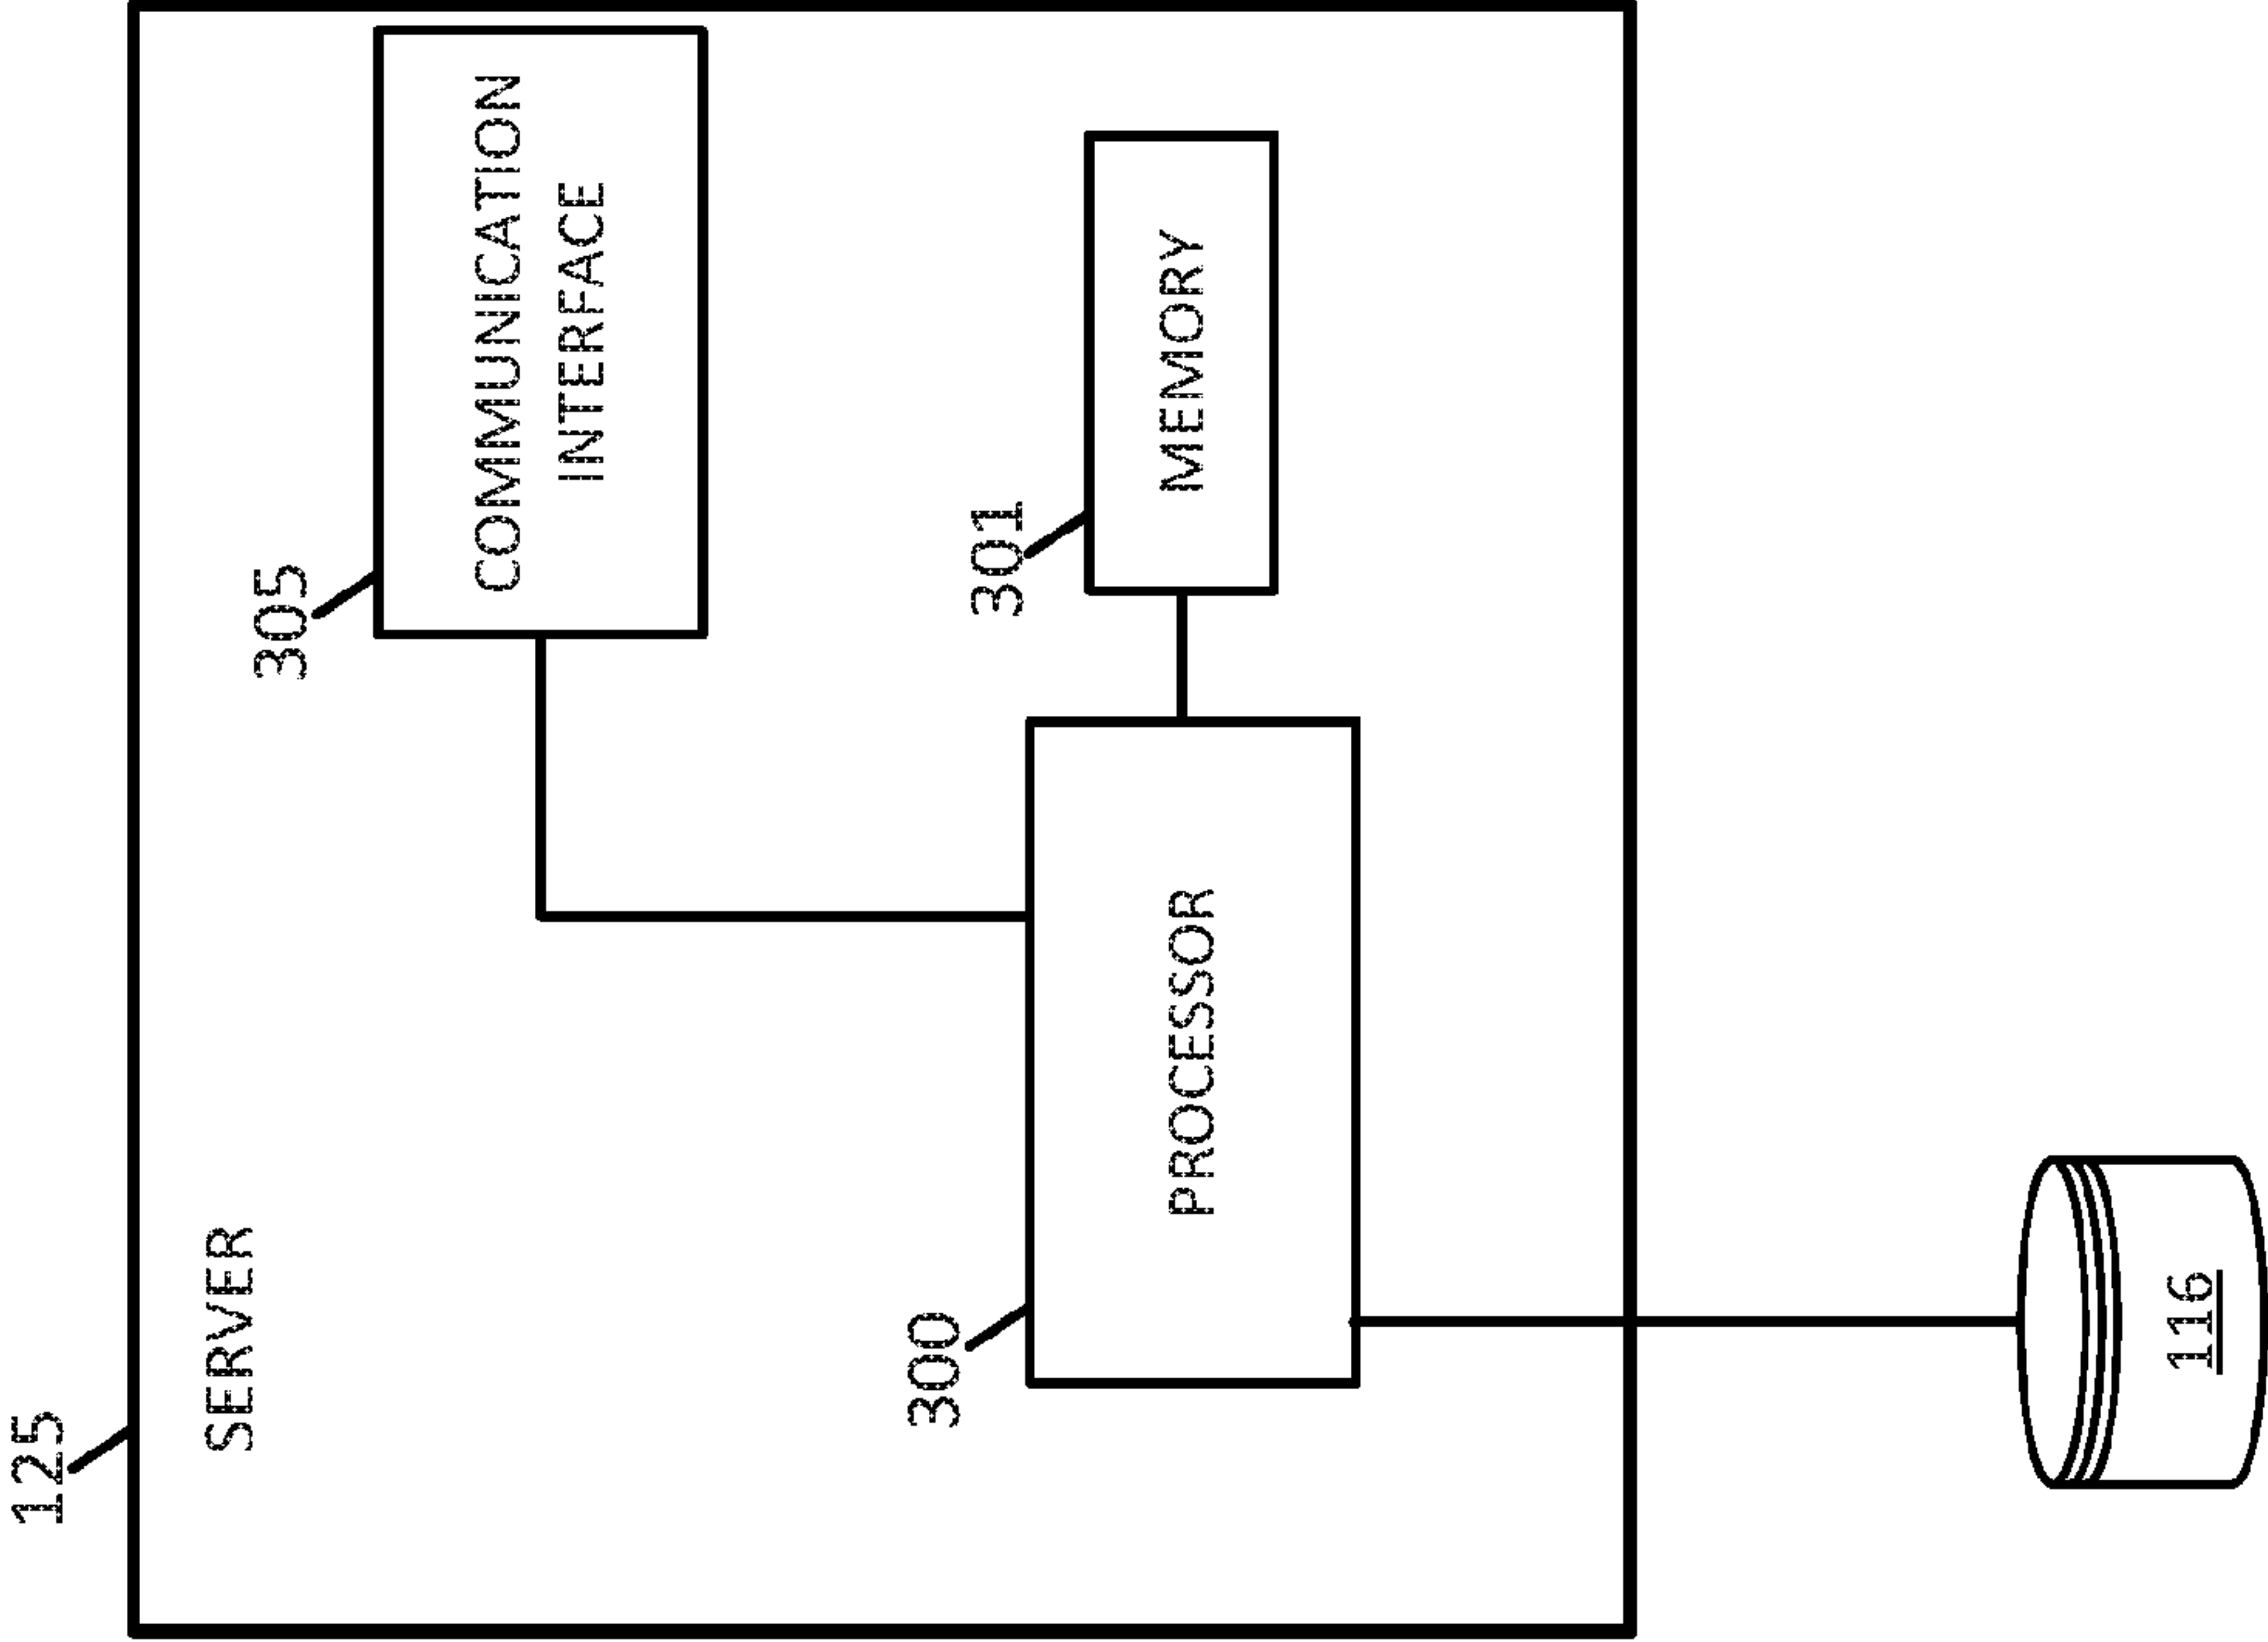 125
SERVER
305
COMMUNICATION
INTERFACE
300
PROCESSOR
301
MEMORY
116